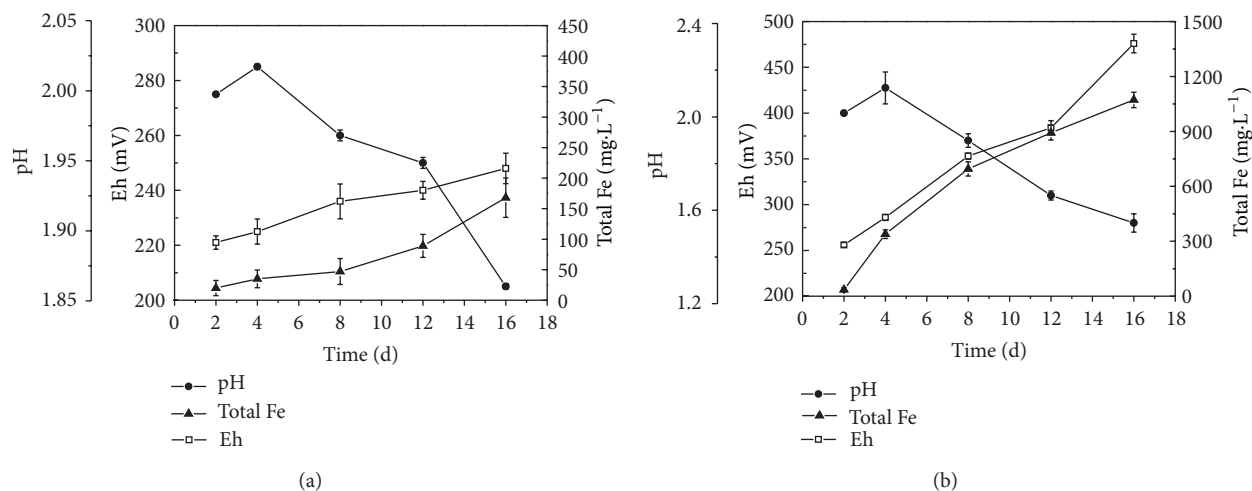 2.05
2.00
1.95
1.90
1.85
pH
300
280
260
240
220
200
Eh (mV)
450
400
350
300
250
200
150
100
50
0
Total Fe (mg·L−1)
0 2 4 6 8 10 12 14 16 18
Time (d)
pH
Total Fe
Eh
(a)
2.4
2.0
1.6
1.2
pH
500
475
450
400
375
350
300
275
250
200
Eh (mV)
1500
1200
900
600
300
0
Total Fe (mg·L−1)
0 2 4 6 8 10 12 14 16 18
Time (d)
pH
Total Fe
Eh
(b)